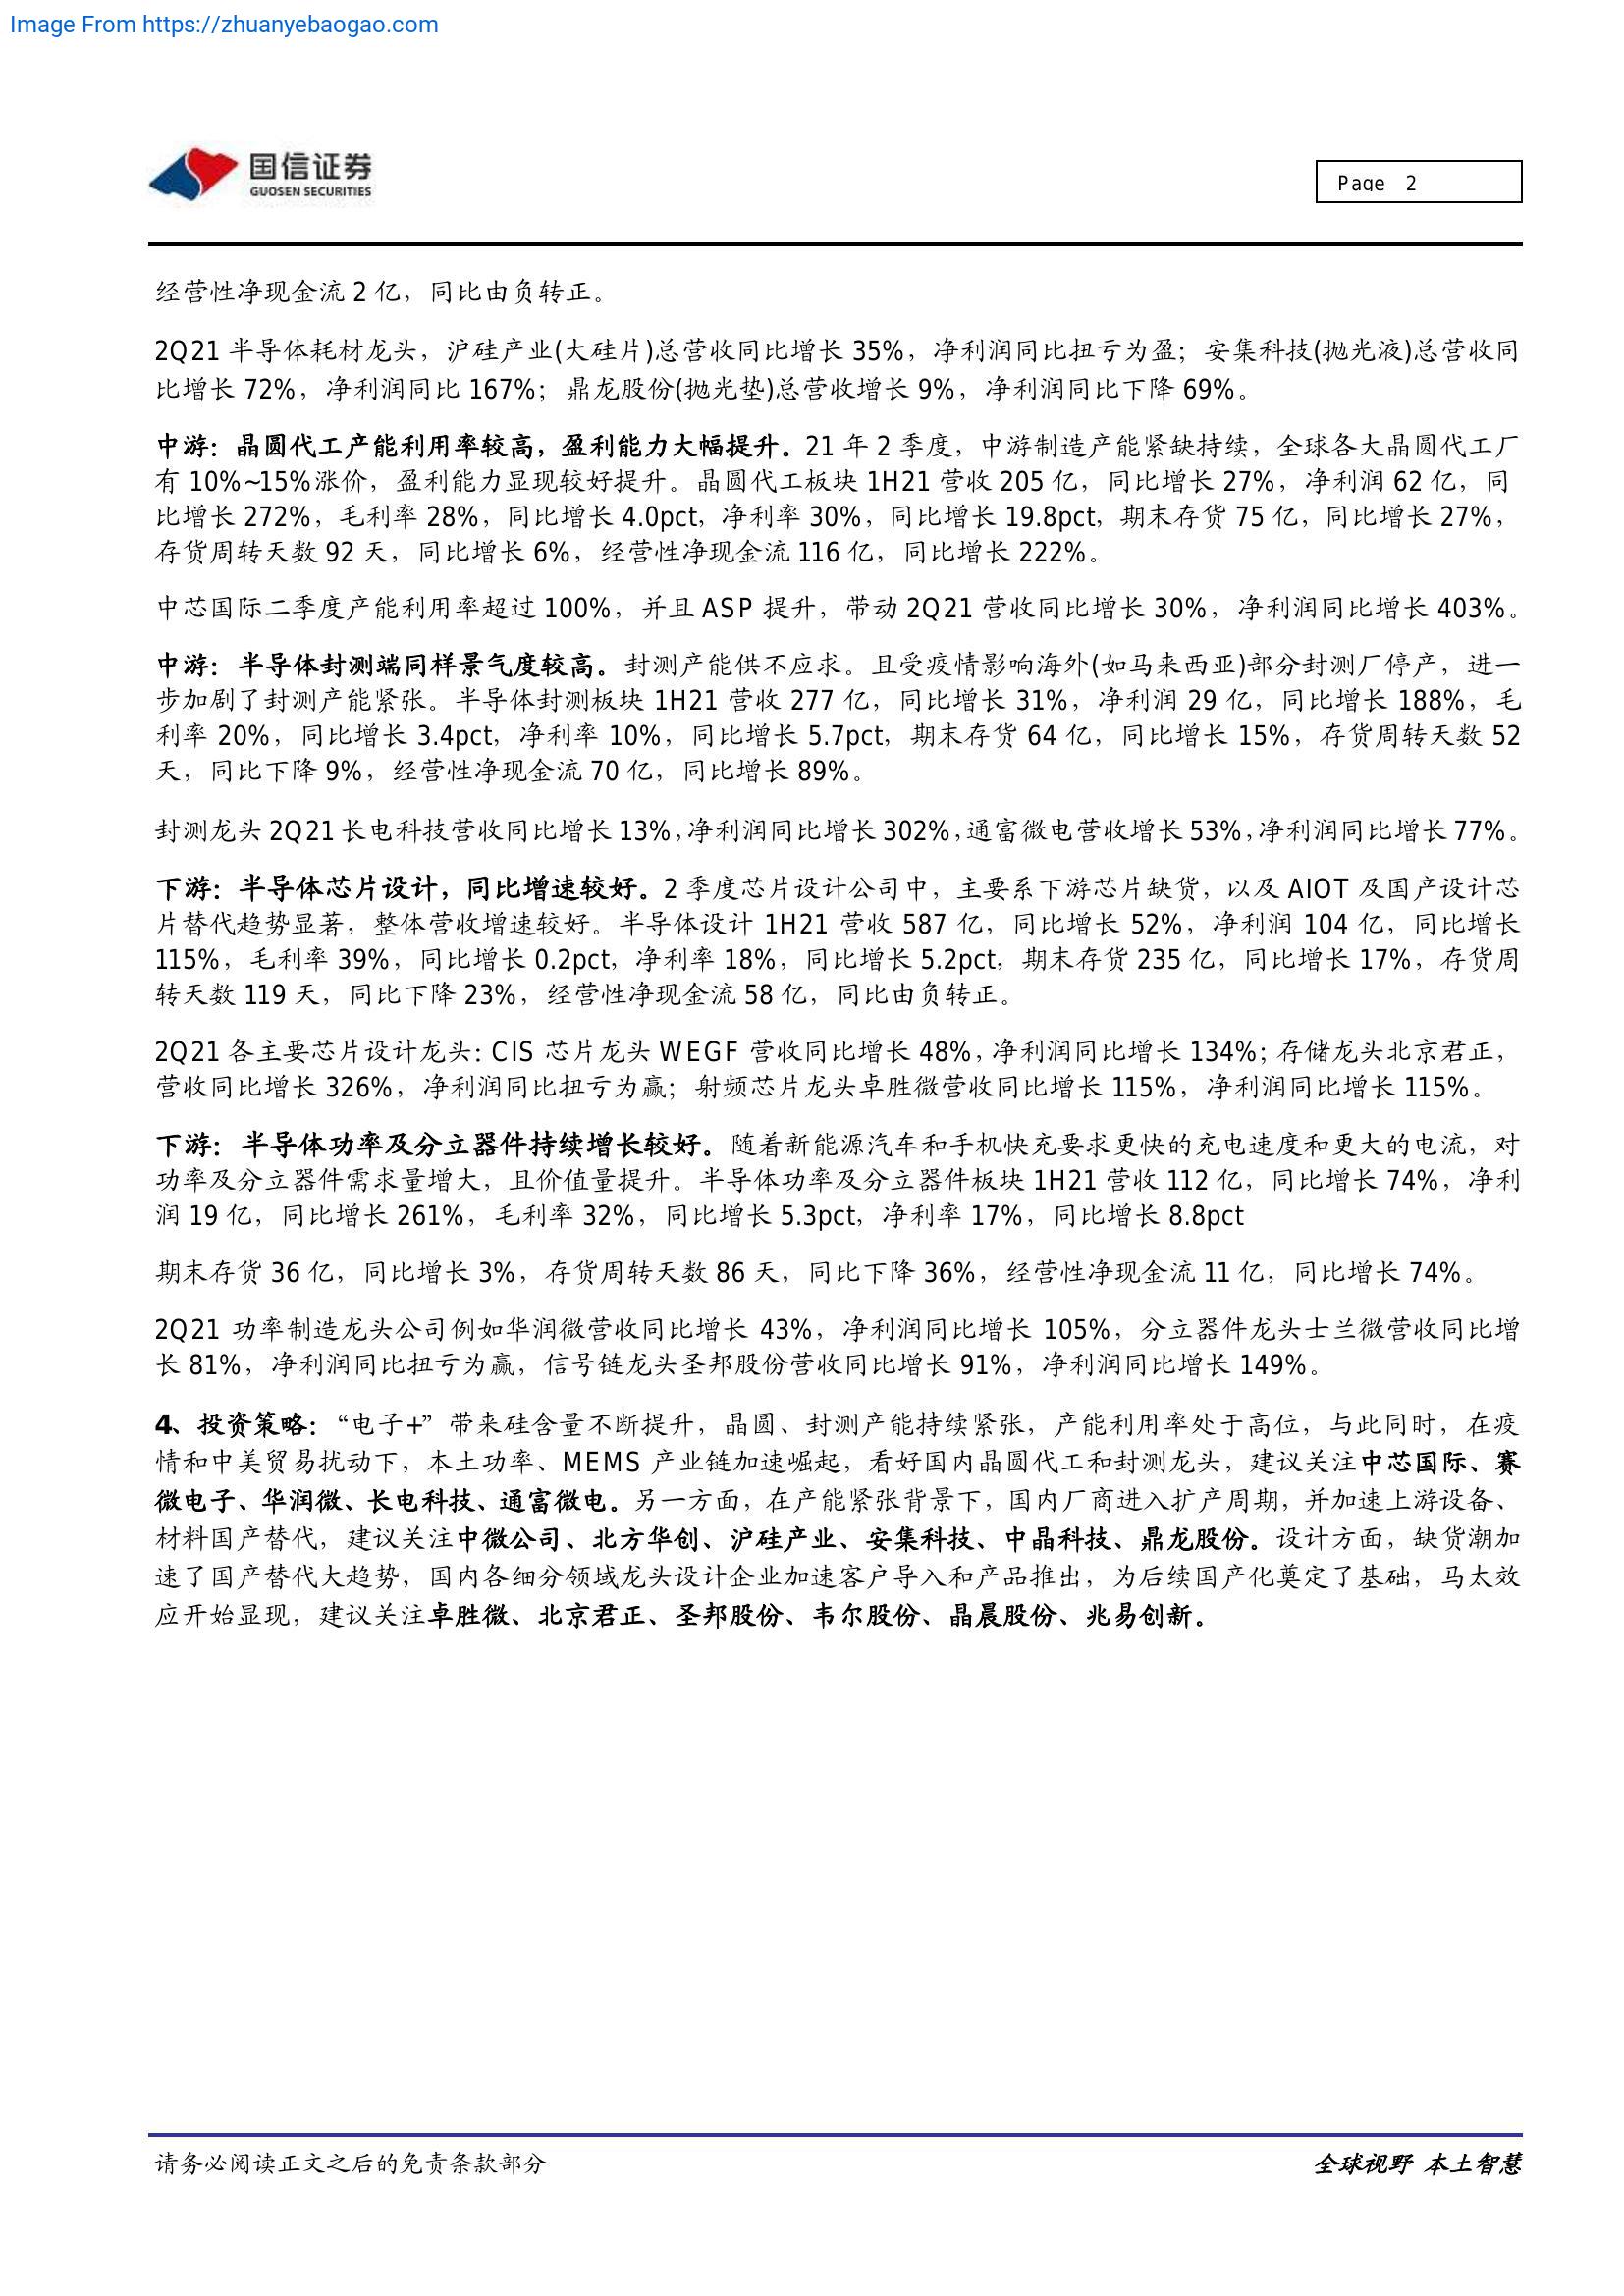 Image From https://zhuanyebaogao.com
国信证券
GUOSEN SECURITIES
Page 2
经营性净现金流 2 亿，同比由负转正。
2Q21 半导体耗材龙头，沪硅产业(大硅片)总营收同比增长 35%，净利润同比扭亏为盈；安集科技(抛光液)总营收同
比增长 72%，净利润同比 167%；鼎龙股份(抛光垫)总营收增长 9%，净利润同比下降 69%。
中游：晶圆代工产能利用率较高，盈利能力大幅提升。21 年 2 季度，中游制造产能紧缺持续，全球各大晶圆代工厂
有 10%~15%涨价，盈利能力显现较好提升。晶圆代工板块 1H21 营收 205 亿，同比增长 27%，净利润 62 亿，同
比增长 272%，毛利率 28%，同比增长 4.0pct，净利率 30%，同比增长 19.8pct，期末存货 75 亿，同比增长 27%，
存货周转天数 92 天，同比增长 6%，经营性净现金流 116 亿，同比增长 222%。
中芯国际二季度产能利用率超过 100%，并且 ASP 提升，带动 2Q21 营收同比增长 30%，净利润同比增长 403%。
中游：半导体封测端同样景气度较高。封测产能供不应求。且受疫情影响海外(如马来西亚)部分封测厂停产，进一
步加剧了封测产能紧张。半导体封测板块 1H21 营收 277 亿，同比增长 31%，净利润 29 亿，同比增长 188%，毛
利率 20%，同比增长 3.4pct，净利率 10%，同比增长 5.7pct，期末存货 64 亿，同比增长 15%，存货周转天数 52
天，同比下降 9%，经营性净现金流 70 亿，同比增长 89%。
封测龙头 2Q21 长电科技营收同比增长 13%，净利润同比增长 302%，通富微电营收增长 53%，净利润同比增长 77%。
下游：半导体芯片设计，同比增速较好。2 季度芯片设计公司中，主要系下游芯片缺货，以及 AIOT 及国产设计芯
片替代趋势显著，整体营收增速较好。半导体设计 1H21 营收 587 亿，同比增长 52%，净利润 104 亿，同比增长
115%，毛利率 39%，同比增长 0.2pct，净利率 18%，同比增长 5.2pct，期末存货 235 亿，同比增长 17%，存货周
转天数 119 天，同比下降 23%，经营性净现金流 58 亿，同比由负转正。
2Q21 各主要芯片设计龙头：CIS 芯片龙头 WEGF 营收同比增长 48%，净利润同比增长 134%；存储龙头北京君正，
营收同比增长 326%，净利润同比扭亏为赢；射频芯片龙头卓胜微营收同比增长 115%，净利润同比增长 115%。
下游：半导体功率及分立器件持续增长较好。随着新能源汽车和手机快充要求更快的充电速度和更大的电流，对
功率及分立器件需求量增大，且价值量提升。半导体功率及分立器件板块 1H21 营收 112 亿，同比增长 74%，净利
润 19 亿，同比增长 261%，毛利率 32%，同比增长 5.3pct，净利率 17%，同比增长 8.8pct
期末存货 36 亿，同比增长 3%，存货周转天数 86 天，同比下降 36%，经营性净现金流 11 亿，同比增长 74%。
2Q21 功率制造龙头公司例如华润微营收同比增长 43%，净利润同比增长 105%，分立器件龙头士兰微营收同比增
长 81%，净利润同比扭亏为赢，信号链龙头圣邦股份营收同比增长 91%，净利润同比增长 149%。
4、投资策略：“电子+”带来硅含量不断提升，晶圆、封测产能持续紧张，产能利用率处于高位，与此同时，在疫
情和中美贸易扰动下，本土功率、MEMS 产业链加速崛起，看好国内晶圆代工和封测龙头，建议关注中芯国际、赛
微电子、华润微、长电科技、通富微电。另一方面，在产能紧张背景下，国内厂商进入扩产周期，并加速上游设备、
材料国产替代，建议关注中微公司、北方华创、沪硅产业、安集科技、中晶科技、鼎龙股份。设计方面，缺货潮加
速了国产替代大趋势，国内各细分领域龙头设计企业加速客户导入和产品推出，为后续国产化奠定了基础，马太效
应开始显现，建议关注卓胜微、北京君正、圣邦股份、韦尔股份、晶晨股份、兆易创新。
请务必阅读正文之后的免责条款部分
全球视野 本土智慧